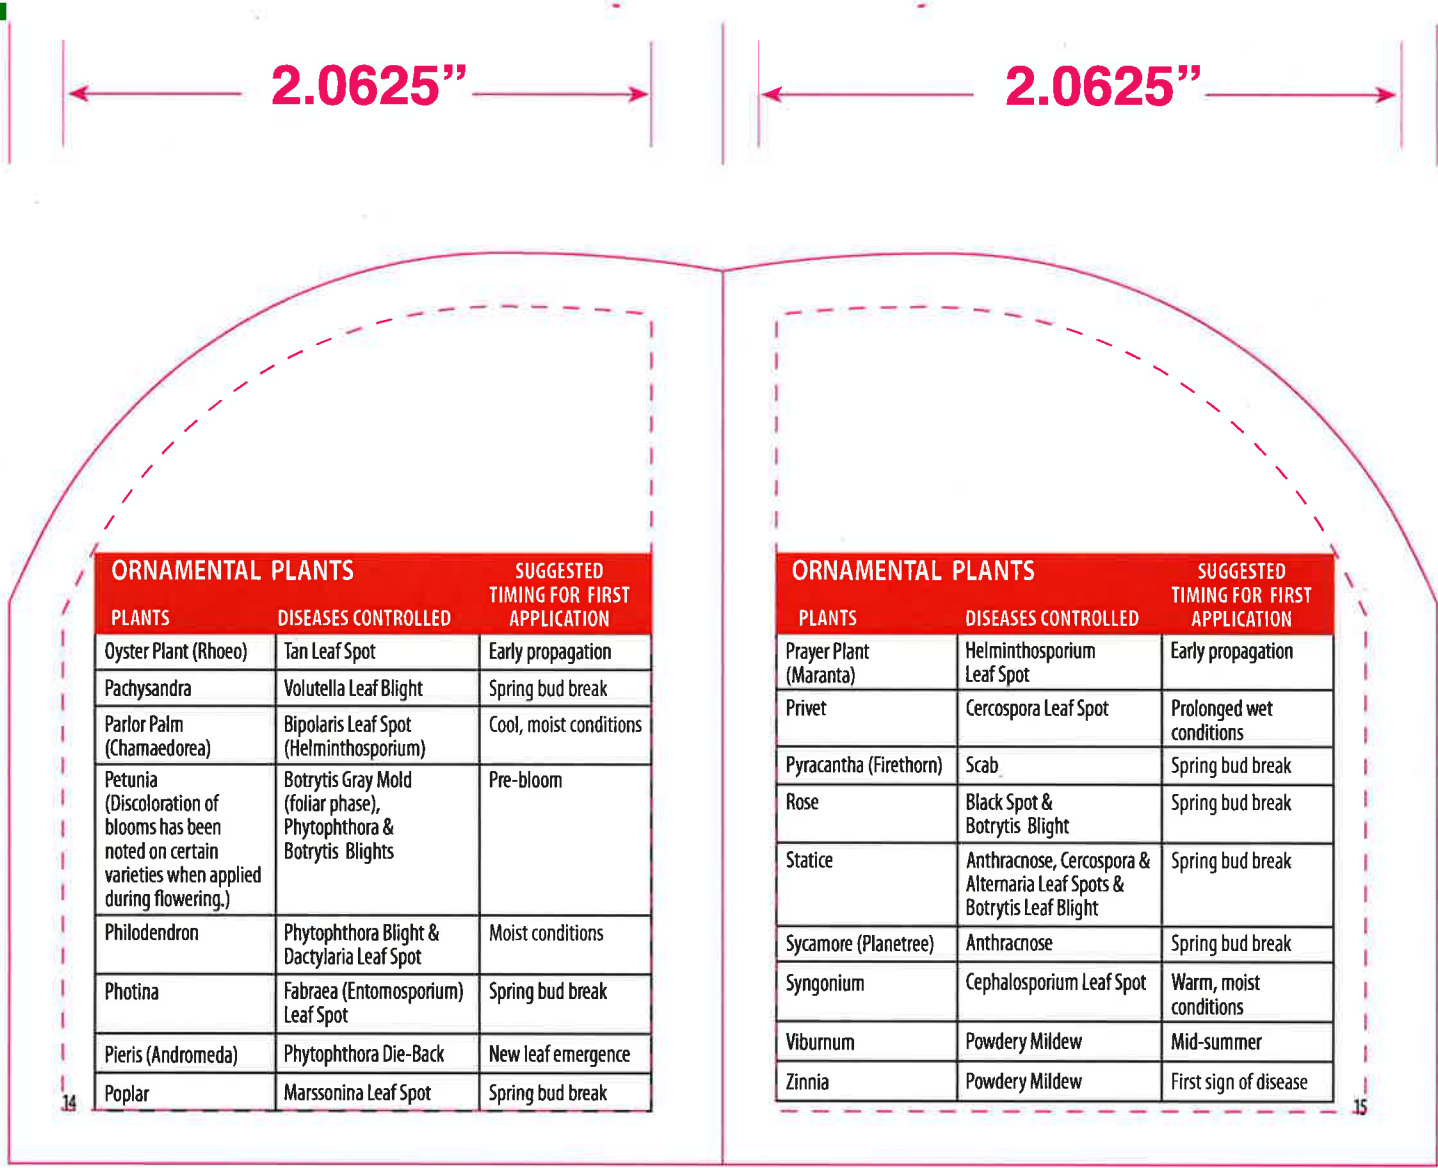 2.0625”
2.0625”
ORNAMENTAL PLANTS
SUGGESTED
TIMING FOR FIRST
PLANTS DISEASES CONTROLLED APPLICATION
Oyster Plant (Rhoeo) Tan Leaf Spot Early propagation
Pachysandra Volutella Leaf Blight Spring bud break
Parlor Palm Bipolaris Leaf Spot Cool, moist conditions
(Chamaedorea) (Helminthosporium)
Petunia Botrytis Gray Mold Pre-bloom
(Discoloration of (foliar phase),
blooms has been Phytophthora &
noted on certain Botrytis Blights
varieties when applied
during flowering.)
Philodendron Phytophthora Blight & Moist conditions
Dactylaria Leaf Spot
Photina Fabraea (Entomosporium) Spring bud break
Leaf Spot
Pieris (Andromeda) Phytophthora Die-Back New leaf emergence
Poplar Marssonina Leaf Spot Spring bud break
14
ORNAMENTAL PLANTS
SUGGESTED
TIMING FOR FIRST
PLANTS DISEASES CONTROLLED APPLICATION
Prayer Plant Helminthosporium Early propagation
(Maranta) Leaf Spot
Privet Cercospora Leaf Spot Prolonged wet
conditions
Pyracantha (Firethorn) Scab Spring bud break
Rose Black Spot & Spring bud break
Botrytis Blight
Statice Anthracnose, Cercospora & Spring bud break
Alternaria Leaf Spots &
Botrytis Leaf Blight
Sycamore (Planetree) Anthracnose Spring bud break
Syngonium Cephalosporium Leaf Spot Warm, moist
conditions
Viburnum Powdery Mildew Mid-summer
Zinnia Powdery Mildew First sign of disease
15